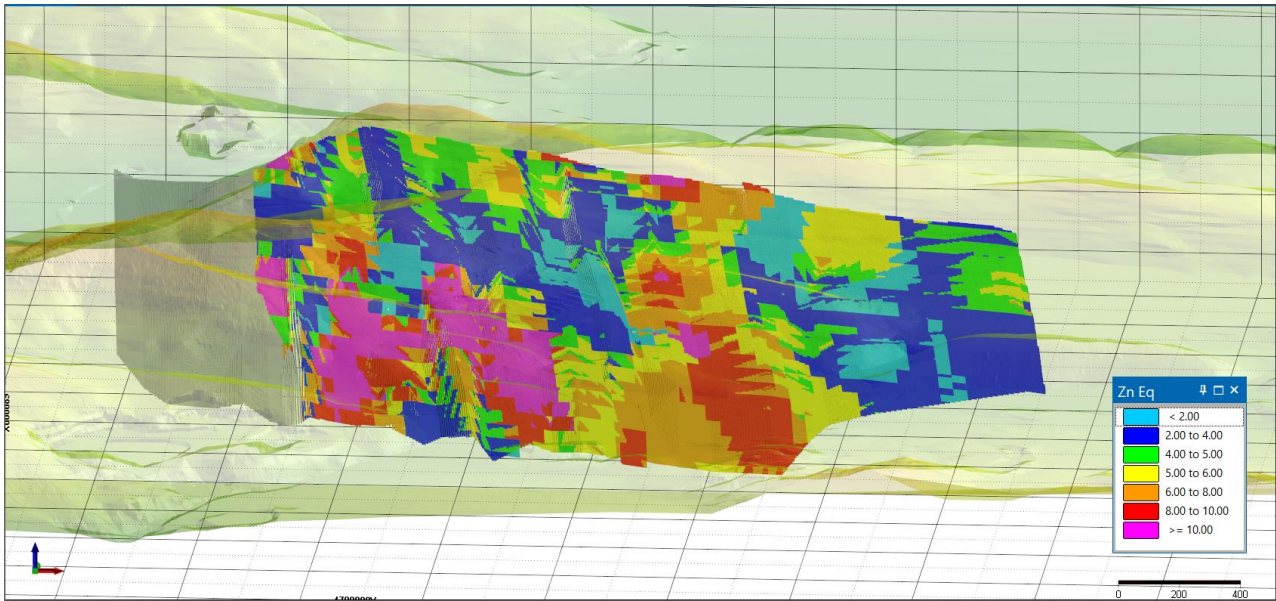 Zn Eq
< 2.00
2.00 to 4.00
4.00 to 5.00
5.00 to 6.00
6.00 to 8.00
8.00 to 10.00
>= 10.00
0 200 400